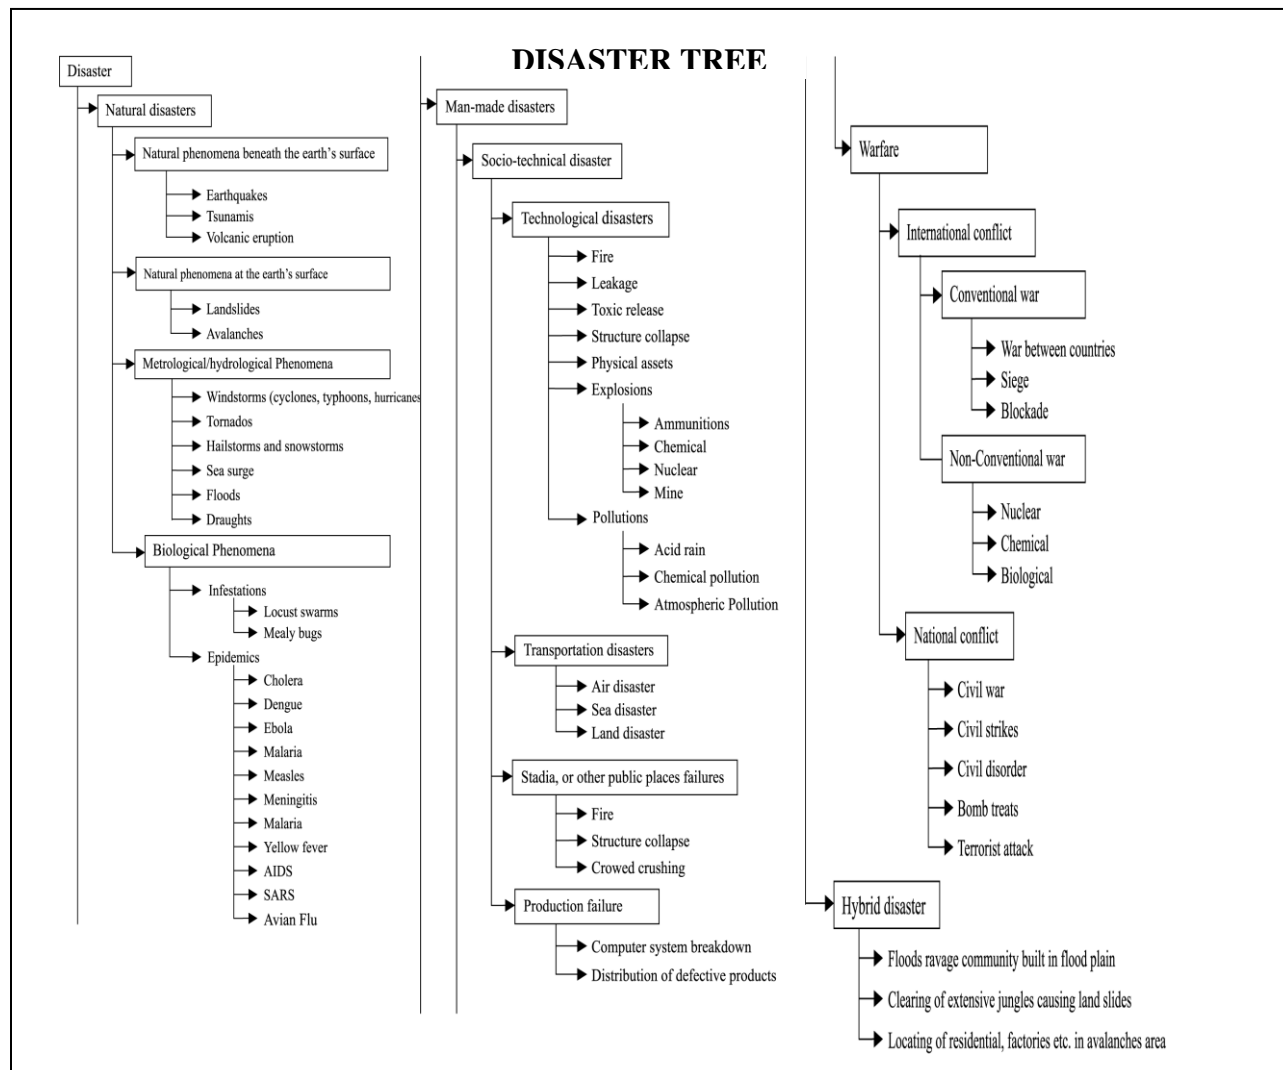 DISASTER TREE
Disaster
Natural disasters
Natural phenomena beneath the earth's surface
Earthquakes
Tsunamis
Volcanic eruption
Natural phenomena at the earth's surface
Landslides
Avalanches
Metrological/hydrological Phenomena
Windstorms (cyclones, typhoons, hurricanes
Tornados
Hailstorms and snowstorms
Sea surge
Floods
Draughts
Biological Phenomena
Infestations
Locust swarms
Mealy bugs
Epidemics
Cholera
Dengue
Ebola
Malaria
Measles
Meningitis
Malaria
Yellow fever
AIDS
SARS
Avian Flu
Man-made disasters
Socio-technical disaster
Technological disasters
Fire
Leakage
Toxic release
Structure collapse
Physical assets
Explosions
Ammunitions
Chemical
Nuclear
Mine
Pollutions
Acid rain
Chemical pollution
Atmospheric Pollution
Transportation disasters
Air disaster
Sea disaster
Land disaster
Stadia, or other public places failures
Fire
Structure collapse
Crowed crushing
Production failure
Computer system breakdown
Distribution of defective products
Warfare
International conflict
Conventional war
War between countries
Siege
Blockade
Non-Conventional war
Nuclear
Chemical
Biological
National conflict
Civil war
Civil strikes
Civil disorder
Bomb treats
Terrorist attack
Hybrid disaster
Floods ravage community built in flood plain
Clearing of extensive jungles causing land slides
Locating of residential, factories etc. in avalanches area